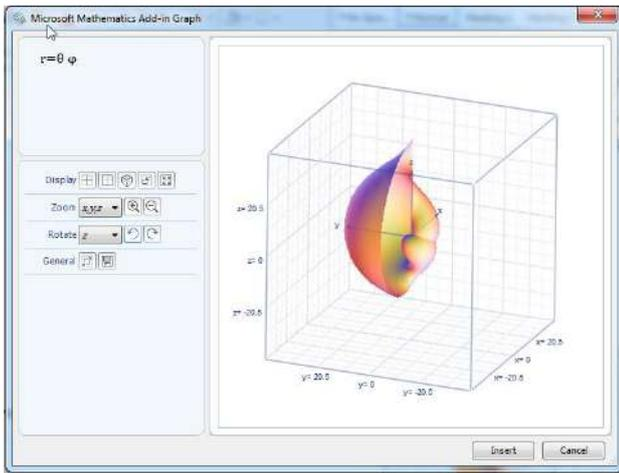 Microsoft Mathematics Add-in Graph
r=θ φ
Display
Zoom x,y,z
Rotate z
General
z
x
y
z= 20.5
z= 0
z= -20.5
y= 20.5
y= 0
y= -20.5
x= 20.5
x= 0
x= -20.5
Insert Cancel